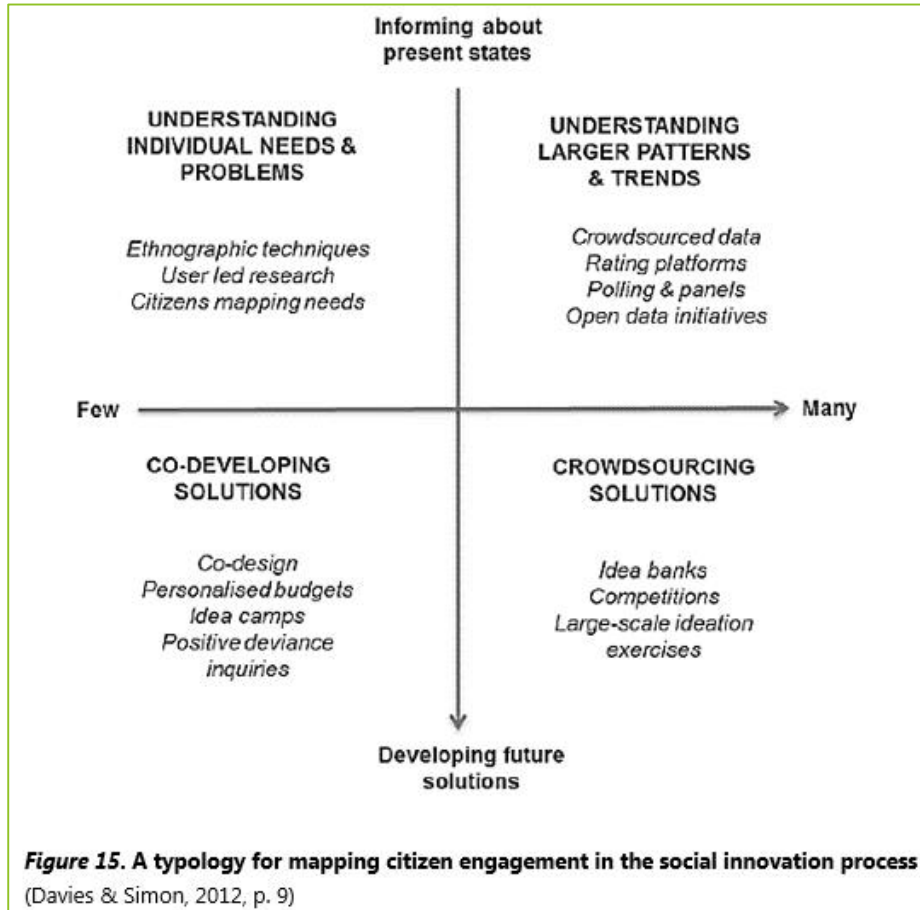 Informing about
present states
UNDERSTANDING
INDIVIDUAL NEEDS &
PROBLEMS
Ethnographic techniques
User led research
Citizens mapping needs
UNDERSTANDING
LARGER PATTERNS
& TRENDS
Crowdsourced data
Rating platforms
Polling & panels
Open data initiatives
Few
Many
CO-DEVELOPING
SOLUTIONS
Co-design
Personalised budgets
Idea camps
Positive deviance
inquiries
CROWDSOURCING
SOLUTIONS
Idea banks
Competitions
Large-scale ideation
exercises
Developing future
solutions
Figure 15. A typology for mapping citizen engagement in the social innovation process
(Davies & Simon, 2012, p. 9)